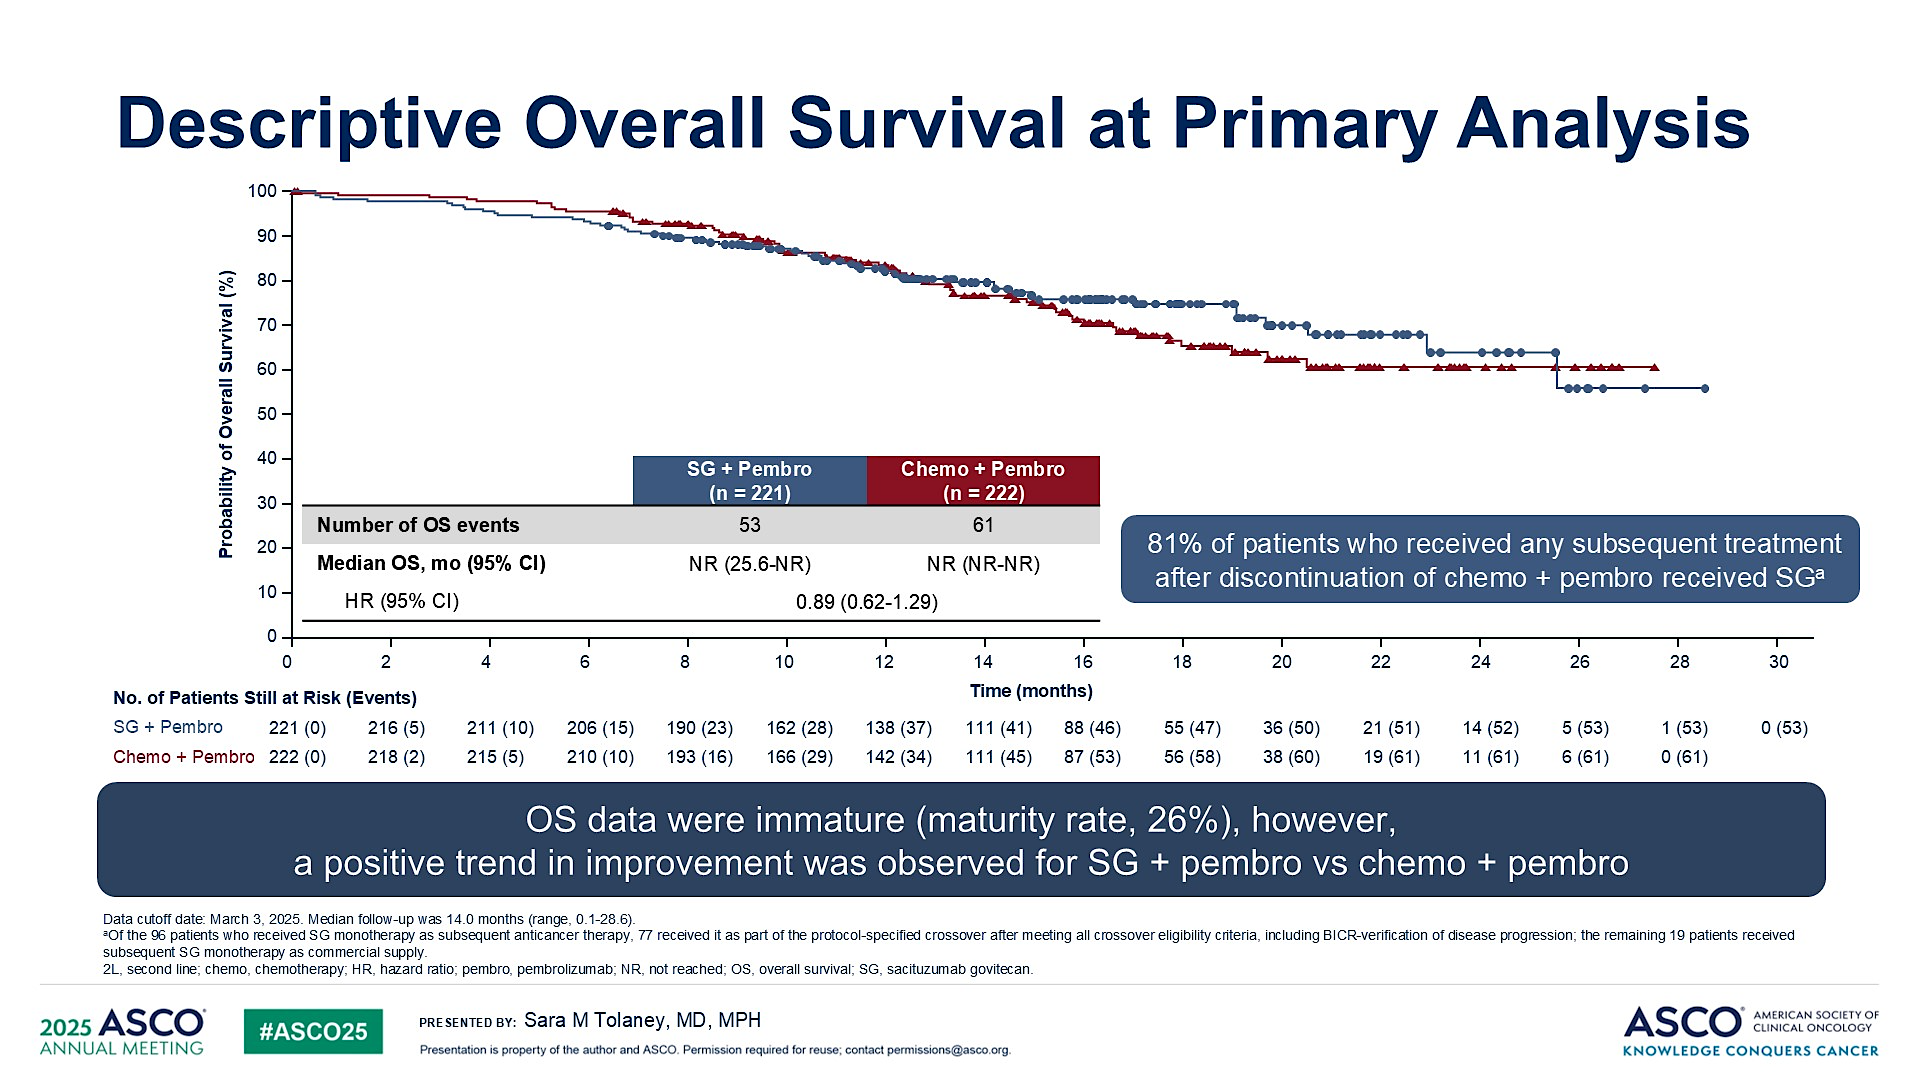 Descriptive Overall Survival at Primary Analysis
Probability of Overall Survival (%)
100
90
80
70
60
50
40
30
20
10
0
SG + Pembro (n = 221) Chemo + Pembro (n = 222)
Number of OS events 53 61
Median OS, mo (95% CI) NR (25.6-NR) NR (NR-NR)
HR (95% CI) 0.89 (0.62-1.29)
81% of patients who received any subsequent treatment
after discontinuation of chemo + pembro received SGᵃ
0 2 4 6 8 10 12 14 16 18 20 22 24 26 28 30
Time (months)
No. of Patients Still at Risk (Events)
SG + Pembro 221 (0) 216 (5) 211 (10) 206 (15) 190 (23) 162 (28) 138 (37) 111 (41) 88 (46) 55 (47) 36 (50) 21 (51) 14 (52) 5 (53) 1 (53) 0 (53)
Chemo + Pembro 222 (0) 218 (2) 215 (5) 210 (10) 193 (16) 166 (29) 142 (34) 111 (45) 87 (53) 56 (58) 38 (60) 19 (61) 11 (61) 6 (61) 0 (61)
OS data were immature (maturity rate, 26%), however,
a positive trend in improvement was observed for SG + pembro vs chemo + pembro
Data cutoff date: March 3, 2025. Median follow-up was 14.0 months (range, 0.1-28.6).
ᵃOf the 96 patients who received SG monotherapy as subsequent anticancer therapy, 77 received it as part of the protocol-specified crossover after meeting all crossover eligibility criteria, including BICR-verification of disease progression; the remaining 19 patients received
subsequent SG monotherapy as commercial supply.
2L, second line; chemo, chemotherapy; HR, hazard ratio; pembro, pembrolizumab; NR, not reached; OS, overall survival; SG, sacituzumab govitecan.
2025 ASCO®
ANNUAL MEETING
#ASCO25
PRESENTED BY: Sara M Tolaney, MD, MPH
Presentation is property of the author and ASCO. Permission required for reuse; contact permissions@asco.org.
ASCO® AMERICAN SOCIETY OF
CLINICAL ONCOLOGY
KNOWLEDGE CONQUERS CANCER